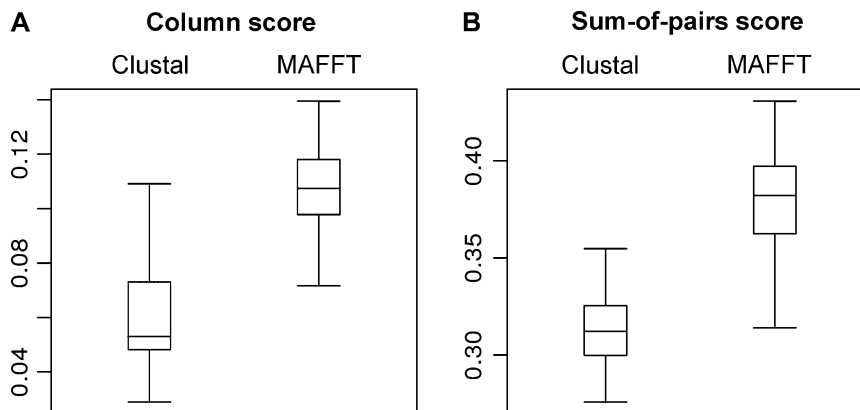 A Column score
Clustal MAFFT
0.12
0.08
0.04
B Sum-of-pairs score
Clustal MAFFT
0.40
0.35
0.30